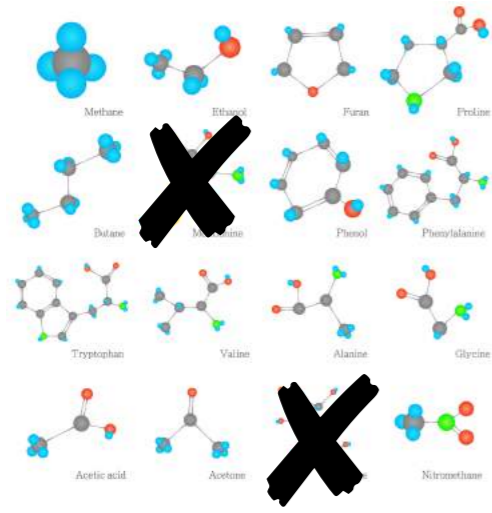 Methane
Ethanol
Furan
Proline
Butane
Phenol
Phenylalanine
Tryptophan
Valine
Alanine
Glycine
Acetic acid
Acetone
Nitromethane